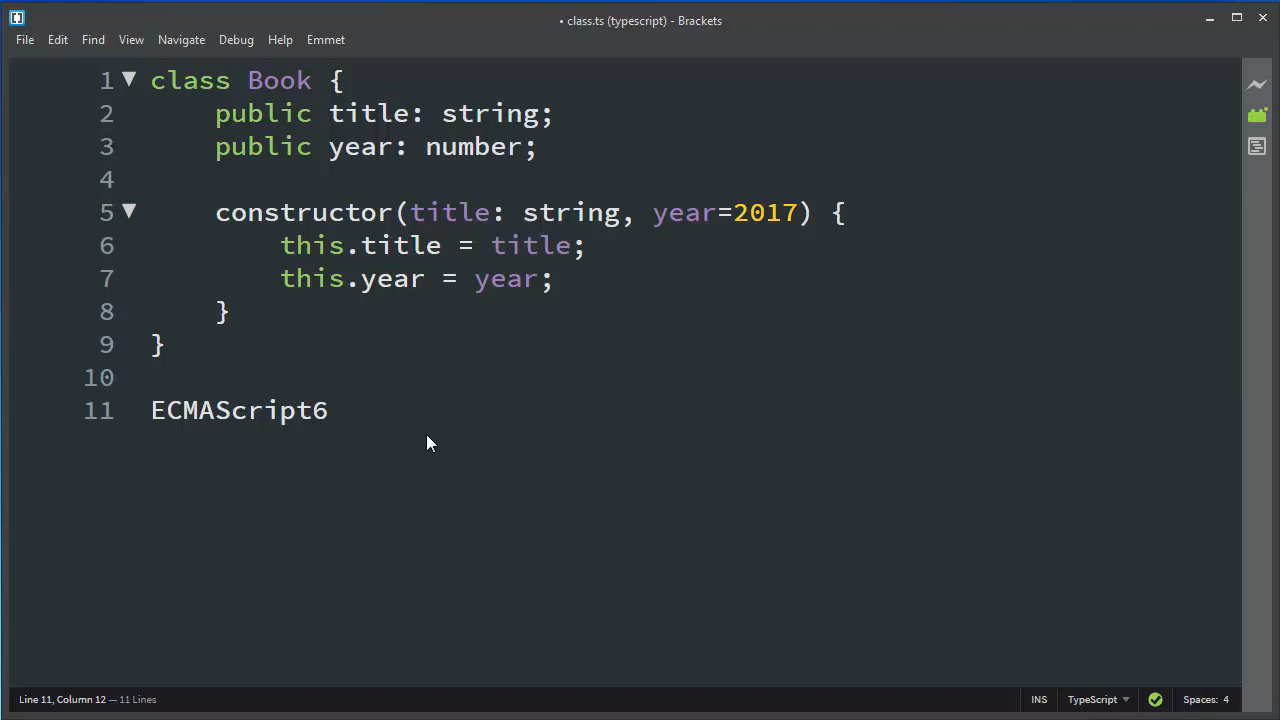 • class.ts (typescript) - Brackets
File Edit Find View Navigate Debug Help Emmet
1 class Book {
2     public title: string;
3     public year: number;
4
5     constructor(title: string, year=2017) {
6         this.title = title;
7         this.year = year;
8     }
9 }
10
11 ECMAScript6
Line 11, Column 12 — 11 Lines INS TypeScript Spaces: 4